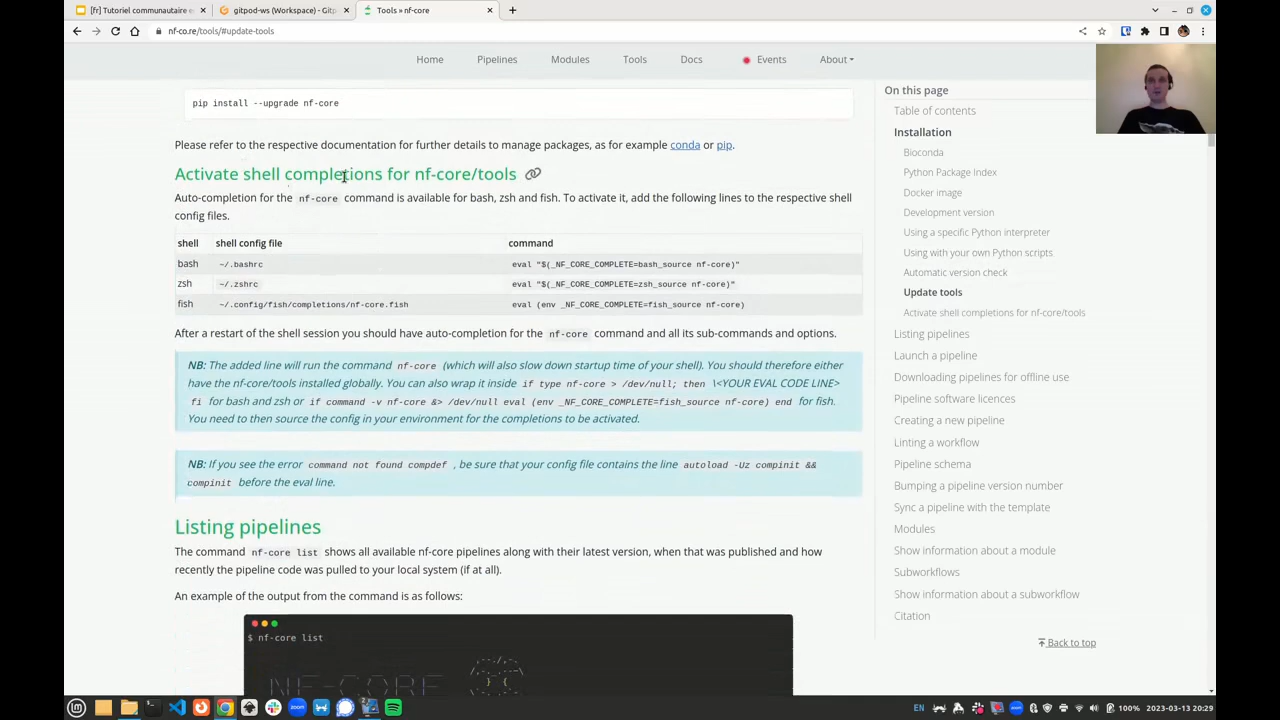 [fr] Tutoriel communautaire e
gitpod-ws (Workspace) - G
Tools » nf-core
nf-co.re/tools/#update-tools
Home Pipelines Modules Tools Docs Events About
pip install --upgrade nf-core
Please refer to the respective documentation for further details to manage packages, as for example conda or pip.
Activate shell completions for nf-core/tools
Auto-completion for the nf-core command is available for bash, zsh and fish. To activate it, add the following lines to the respective shell
config files.
shell shell config file command
bash ~/.bashrc eval "$(_NF_CORE_COMPLETE=bash_source nf-core)"
zsh ~/.zshrc eval "$(_NF_CORE_COMPLETE=zsh_source nf-core)"
fish ~/.config/fish/completions/nf-core.fish eval (env _NF_CORE_COMPLETE=fish_source nf-core)
After a restart of the shell session you should have auto-completion for the nf-core command and all its sub-commands and options.
NB: The added line will run the command nf-core (which will also slow down startup time of your shell). You should therefore either
have the nf-core/tools installed globally. You can also wrap it inside if type nf-core > /dev/null; then \<YOUR EVAL CODE LINE>
fi for bash and zsh or if command -v nf-core &> /dev/null eval (env _NF_CORE_COMPLETE=fish_source nf-core) end for fish.
You need to then source the config in your environment for the completions to be activated.
NB: If you see the error command not found compdef , be sure that your config file contains the line autoload -Uz compinit &&
compinit before the eval line.
Listing pipelines
The command nf-core list shows all available nf-core pipelines along with their latest version, when that was published and how
recently the pipeline code was pulled to your local system (if at all).
An example of the output from the command is as follows:
$ nf-core list
On this page
Table of contents
Installation
Bioconda
Python Package Index
Docker image
Development version
Using a specific Python interpreter
Using with your own Python scripts
Automatic version check
Update tools
Activate shell completions for nf-core/tools
Listing pipelines
Launch a pipeline
Downloading pipelines for offline use
Pipeline software licences
Creating a new pipeline
Linting a workflow
Pipeline schema
Bumping a pipeline version number
Sync a pipeline with the template
Modules
Show information about a module
Subworkflows
Show information about a subworkflow
Citation
Back to top
EN 100% 2023-03-13 20:29